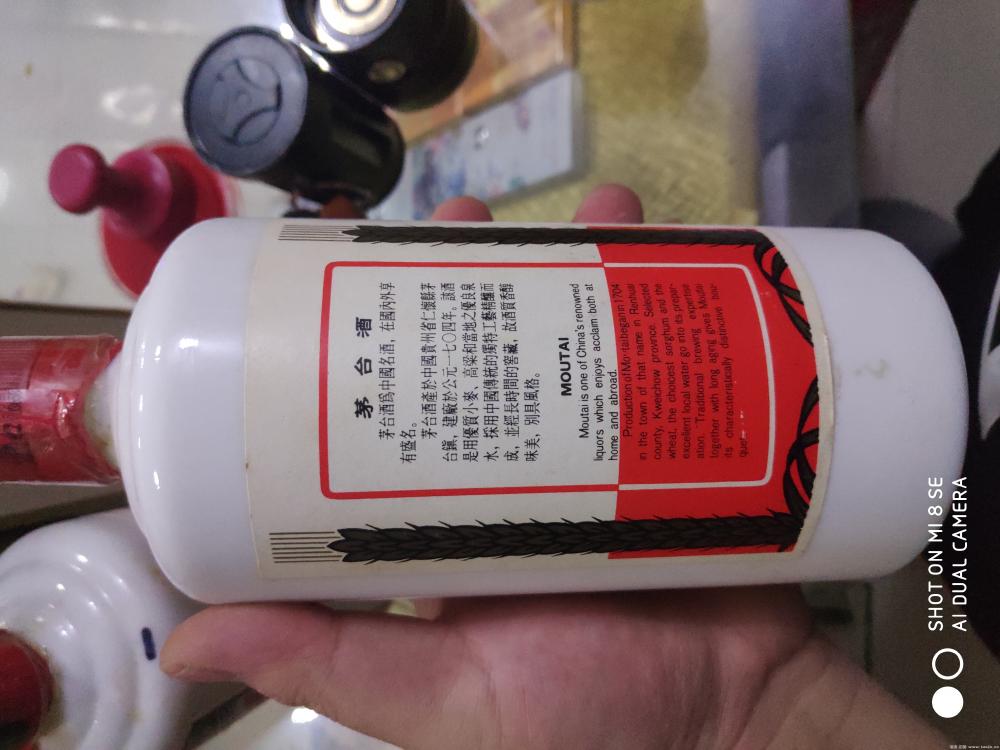 茅台酒
茅台酒爲中國名酒，在國內外享
有盛名。
茅台酒產於中國貴州省仁懷縣茅
台鎮，建廠於公元一七〇四年。該酒
是用優質小麥、高粱和當地之優良泉
水，採用中國傳統的獨特工藝精釀而
成，並經長時間的窖藏，故酒質香醇
味美，別具風格。
MOUTAI
Moutai is one of China's renowned
liquors which enjoys acclaim both at
home and abroad.
Production of Moutai began in 1704
in the town of that name in Renhuai
county, Kweichow province. Selected
wheat, the choicest sorghum and the
excellent local water go into its prepar-
ation. Traditional brewing expertise
together with long aging gives Moutai
its characteristically distinctive bou-
quet.
SHOT ON MI 8 SE
AI DUAL CAMERA